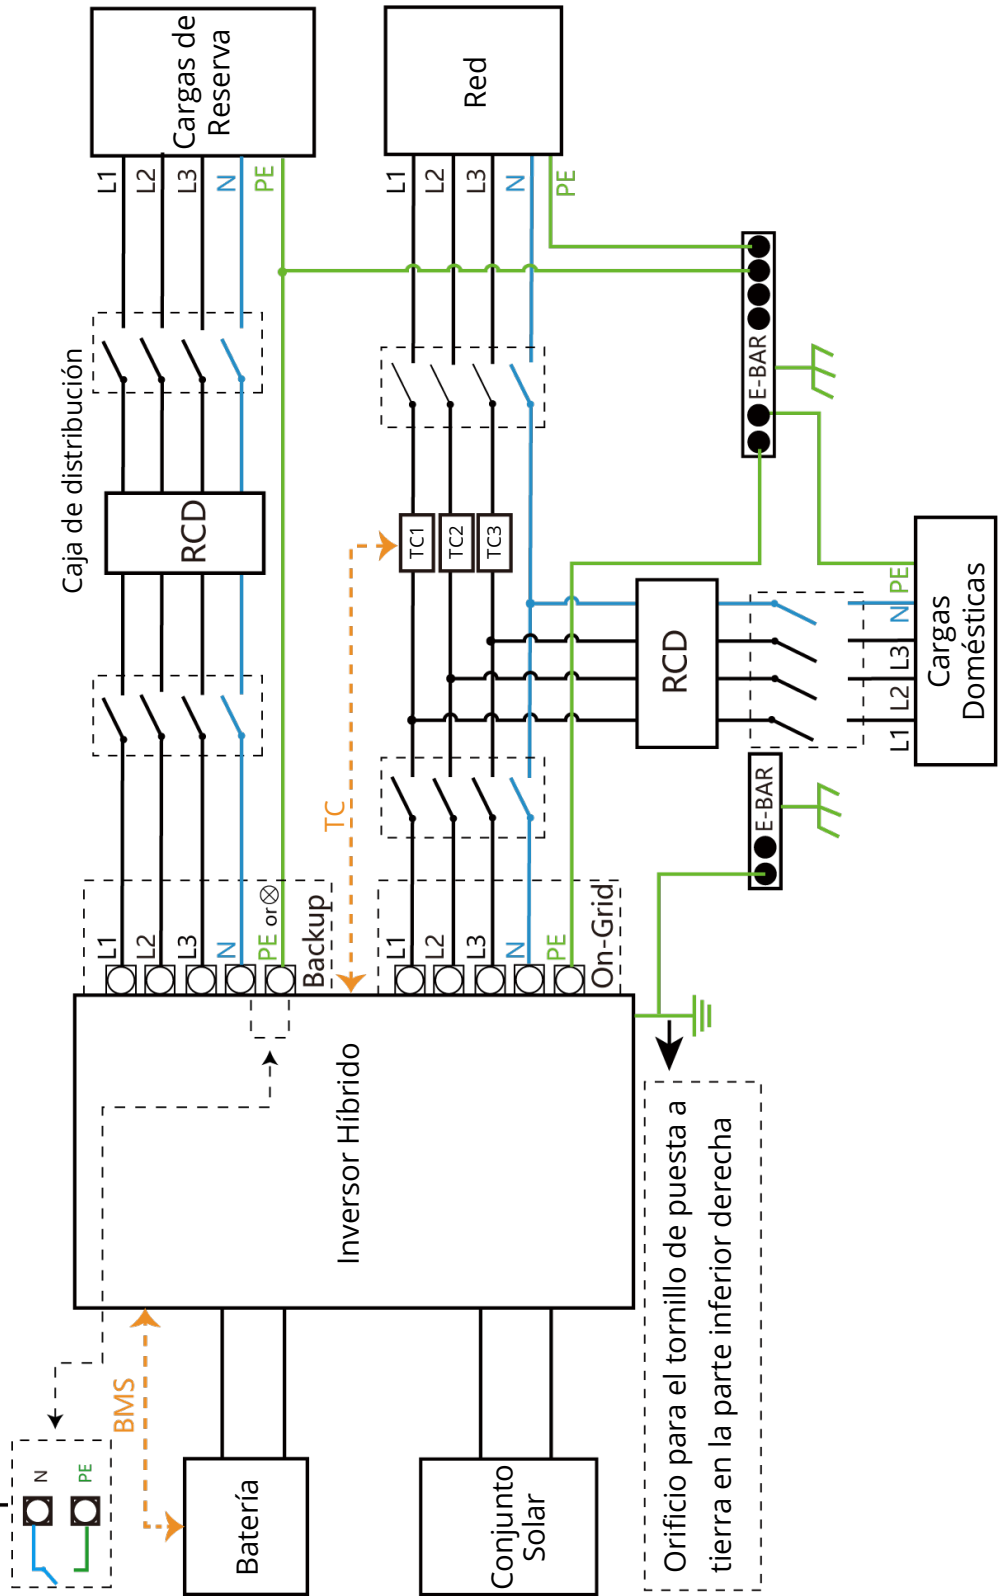 Cargas de
Reserva
Red
L1
L2
L3
N
PE
L1
L2
L3
N
PE
Caja de distribución
RCD
TC1
TC2
TC3
E-BAR
RCD
PE
N
L3
L2
L1
Cargas
Domésticas
E-BAR
TC
L1
L2
L3
N
PE or
Backup
L1
L2
L3
N
PE
On-Grid
Inversor Híbrido
Orificio para el tornillo de puesta a
tierra en la parte inferior derecha
BMS
N
PE
Batería
Conjunto
Solar